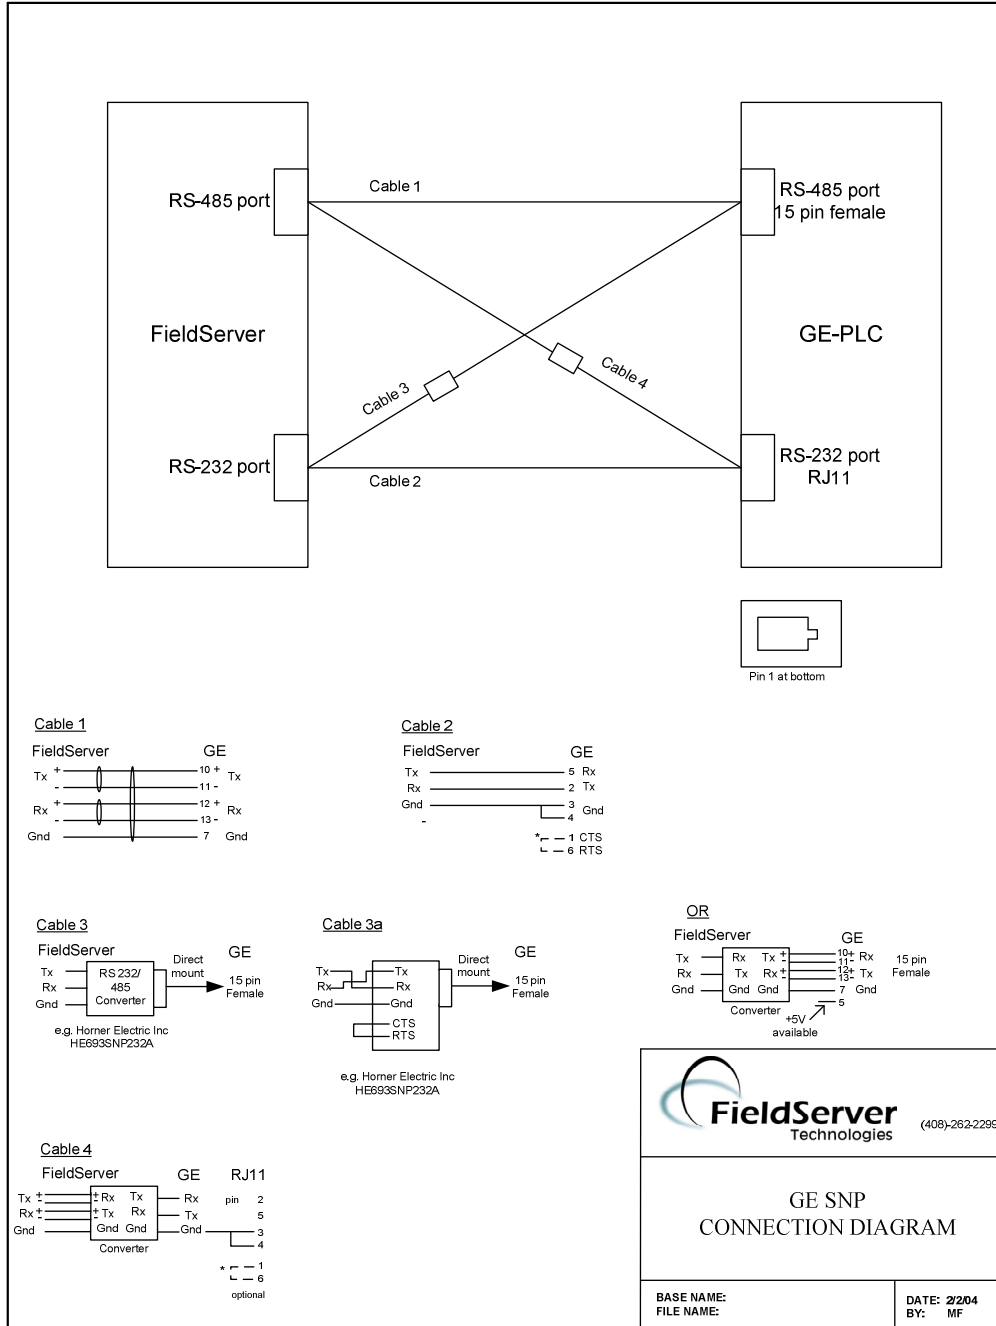 Cable 1
RS-485 port
RS-485 port
15 pin female
FieldServer
GE-PLC
Cable 3
Cable 4
RS-232 port
RS-232 port
RJ11
Cable 2
Pin 1 at bottom
Cable 1
FieldServer GE
Tx + 10 + Tx
- 11 -
Rx + 12 + Rx
- 13 -
Gnd 7 Gnd
Cable 2
FieldServer GE
Tx 5 Rx
Rx 2 Tx
Gnd 3 Gnd
4
-
* 1 CTS
6 RTS
Cable 3
FieldServer GE
Tx
Rx
Gnd
RS 232/
485
Converter
Direct
mount
15 pin
Female
e.g. Horner Electric Inc
HE693SNP232A
Cable 3a
GE
Tx Tx
Rx Rx
Gnd Gnd
CTS
RTS
Direct
mount
15 pin
Female
e.g. Horner Electric Inc
HE693SNP232A
OR
FieldServer GE
Tx Rx Tx + 10+ Rx
- 11-
Rx Tx Rx + 12+ Tx
- 13-
Gnd Gnd Gnd 7 Gnd
5
15 pin
Female
Converter
+5V
available
Cable 4
FieldServer GE RJ11
Tx + + Rx Tx Rx pin 2
- -
Rx + + Tx Rx Tx 5
- -
Gnd Gnd Gnd Gnd 3
4
Converter
* 1
6
optional
FieldServer
Technologies
(408)-262-2299
GE SNP
CONNECTION DIAGRAM
BASE NAME:
FILE NAME:
DATE: 2/2/04
BY: MF